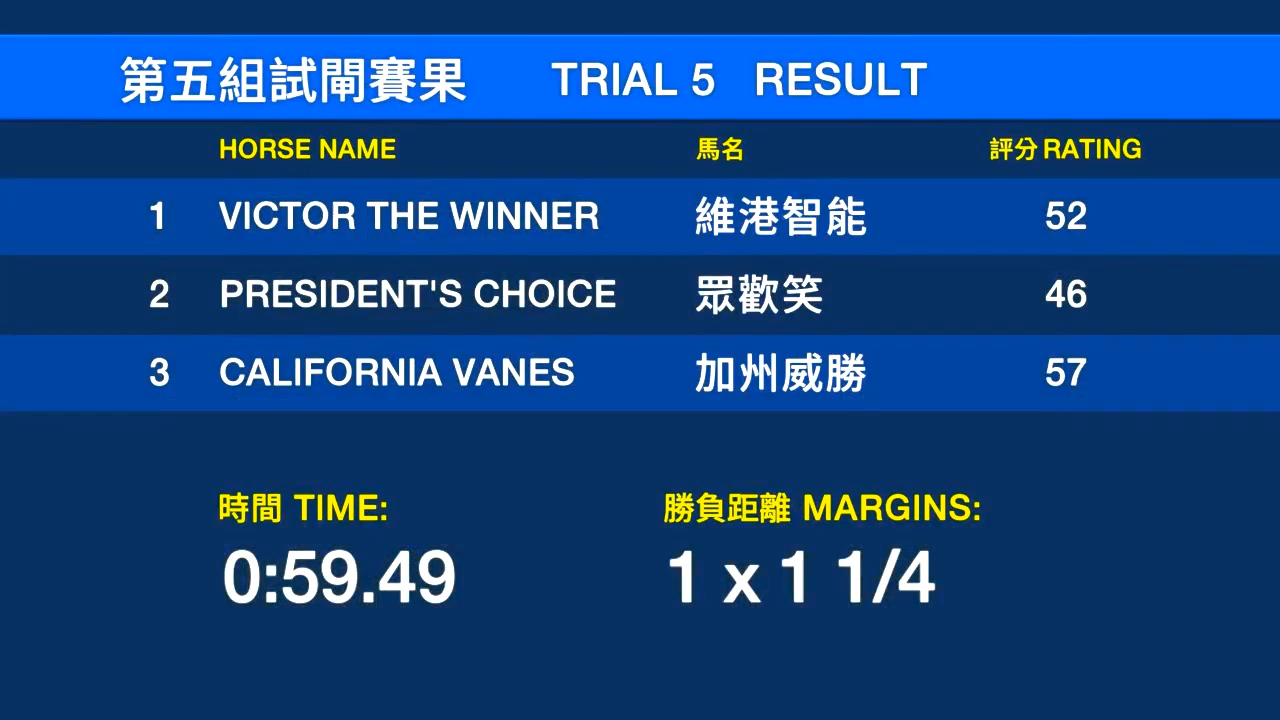 第五組試閘賽果 TRIAL 5 RESULT
HORSE NAME 馬名 評分 RATING
1 VICTOR THE WINNER 維港智能 52
2 PRESIDENT'S CHOICE 眾歡笑 46
3 CALIFORNIA VANES 加州威勝 57
時間 TIME: 勝負距離 MARGINS:
0:59.49 1 x 1 1/4